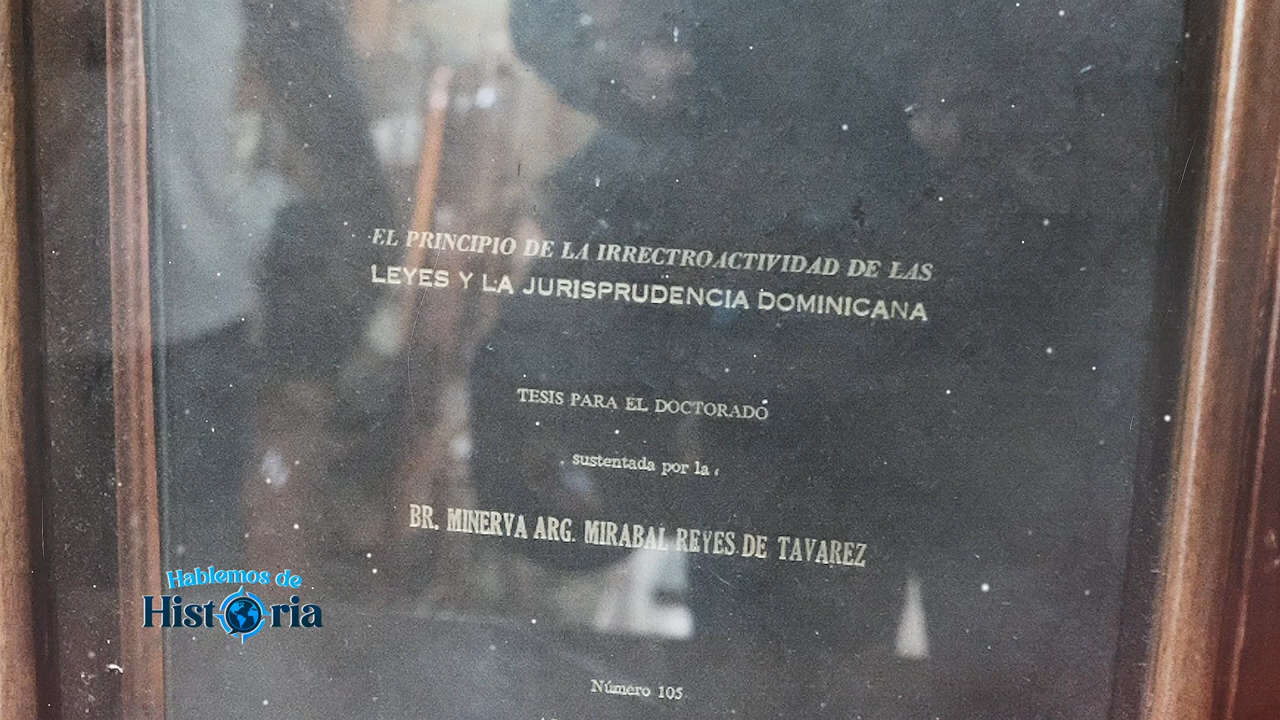 EL PRINCIPIO DE LA IRRECTROACTIVIDAD DE LAS
LEYES Y LA JURISPRUDENCIA DOMINICANA
TESIS PARA EL DOCTORADO
sustentada por la
BR. MINERVA ARG. MIRABAL REYES DE TAVAREZ
Número 105
Hablemos de
Historia